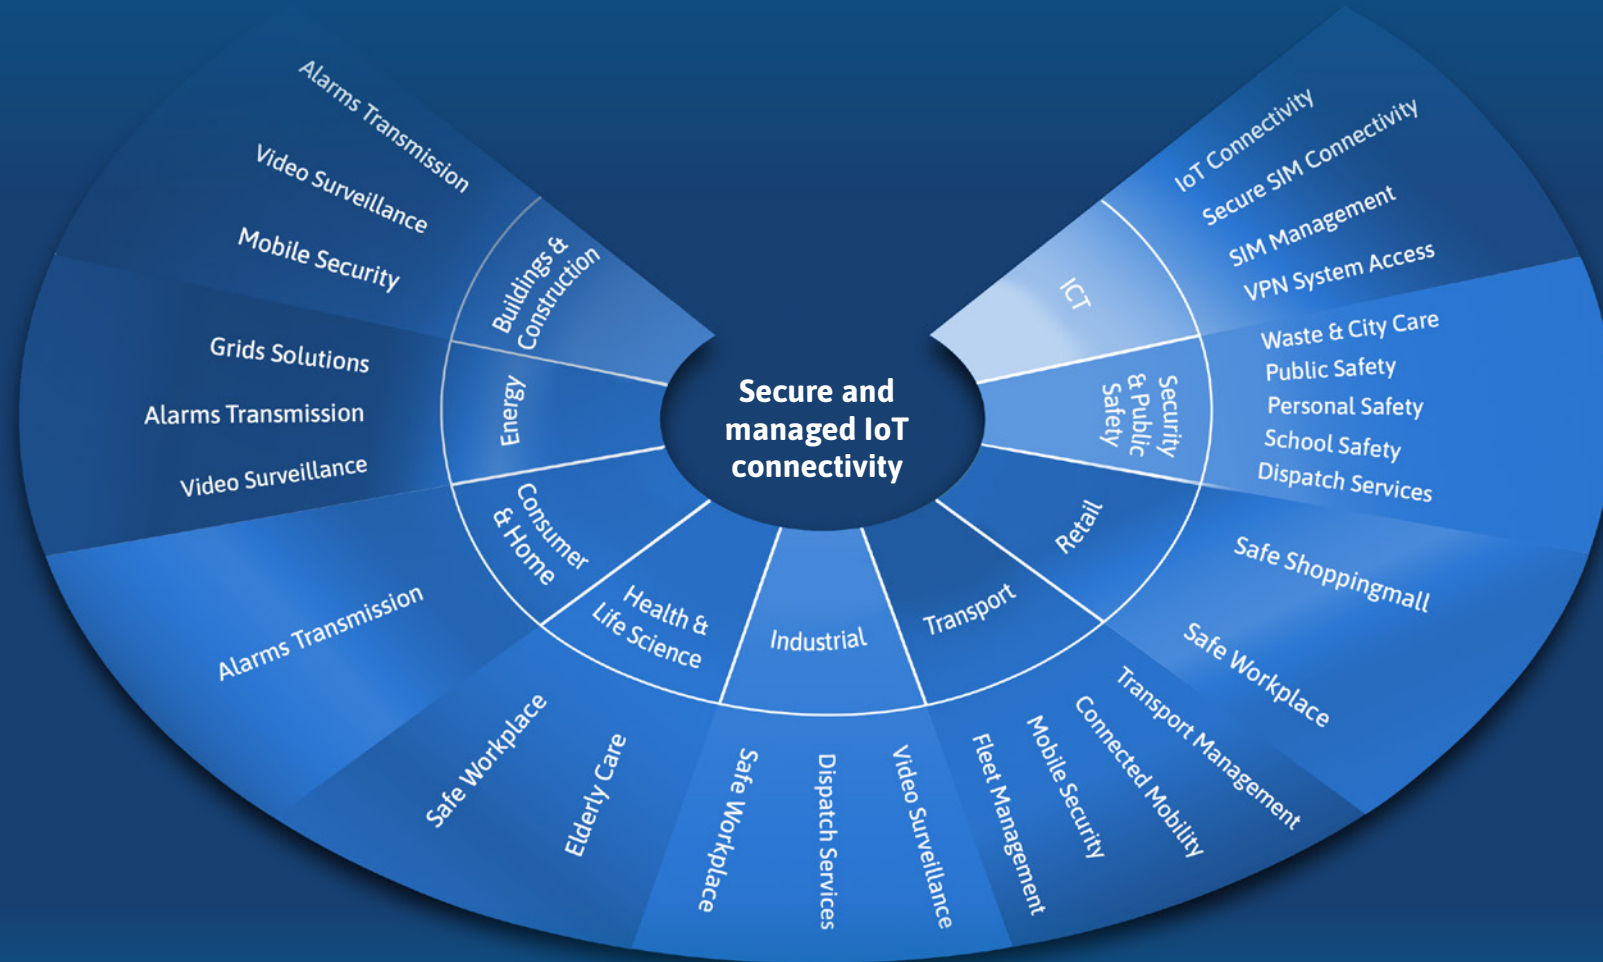 Secure and
managed IoT
connectivity
Buildings &
Construction
Alarms Transmission
Video Surveillance
Mobile Security
Energy
Grids Solutions
Alarms Transmission
Video Surveillance
Consumer
& Home
Alarms Transmission
Health &
Life Science
Safe Workplace
Elderly Care
Industrial
Safe Workplace
Dispatch Services
Video Surveillance
Transport
Fleet Management
Mobile Security
Connected Mobility
Transport Management
Retail
Safe Workplace
Safe Shoppingmall
Security
& Public
Safety
Waste & City Care
Public Safety
Personal Safety
School Safety
Dispatch Services
ICT
IoT Connectivity
Secure SIM Connectivity
SIM Management
VPN System Access